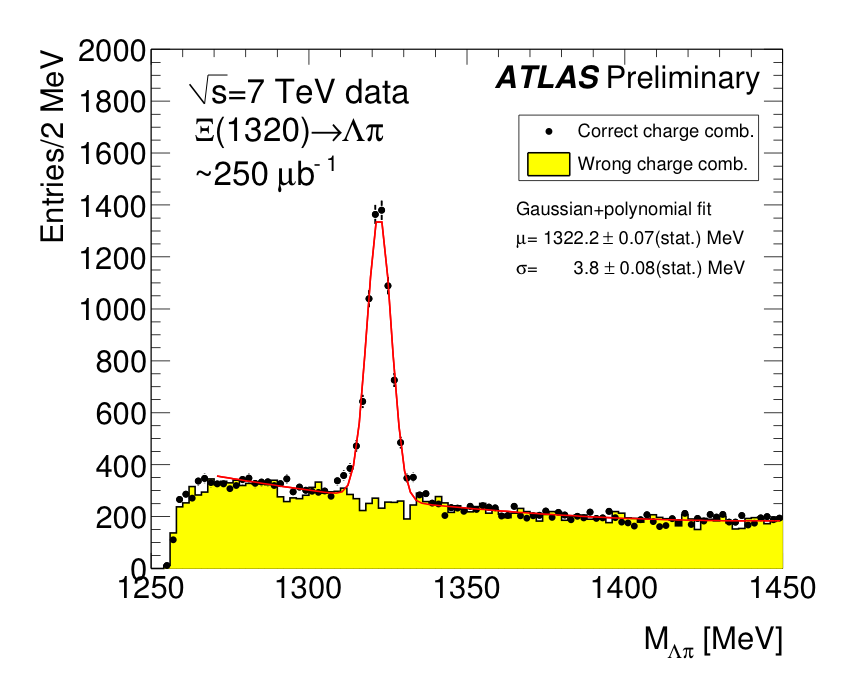 ATLAS Preliminary
√s=7 TeV data
Ξ(1320)→Λπ
~250 μb⁻¹
Correct charge comb.
Wrong charge comb.
Gaussian+polynomial fit
μ= 1322.2 ± 0.07(stat.) MeV
σ= 3.8 ± 0.08(stat.) MeV
Entries/2 MeV
2000
1800
1600
1400
1200
1000
800
600
400
200
0
1250 1300 1350 1400 1450
M_Λπ [MeV]